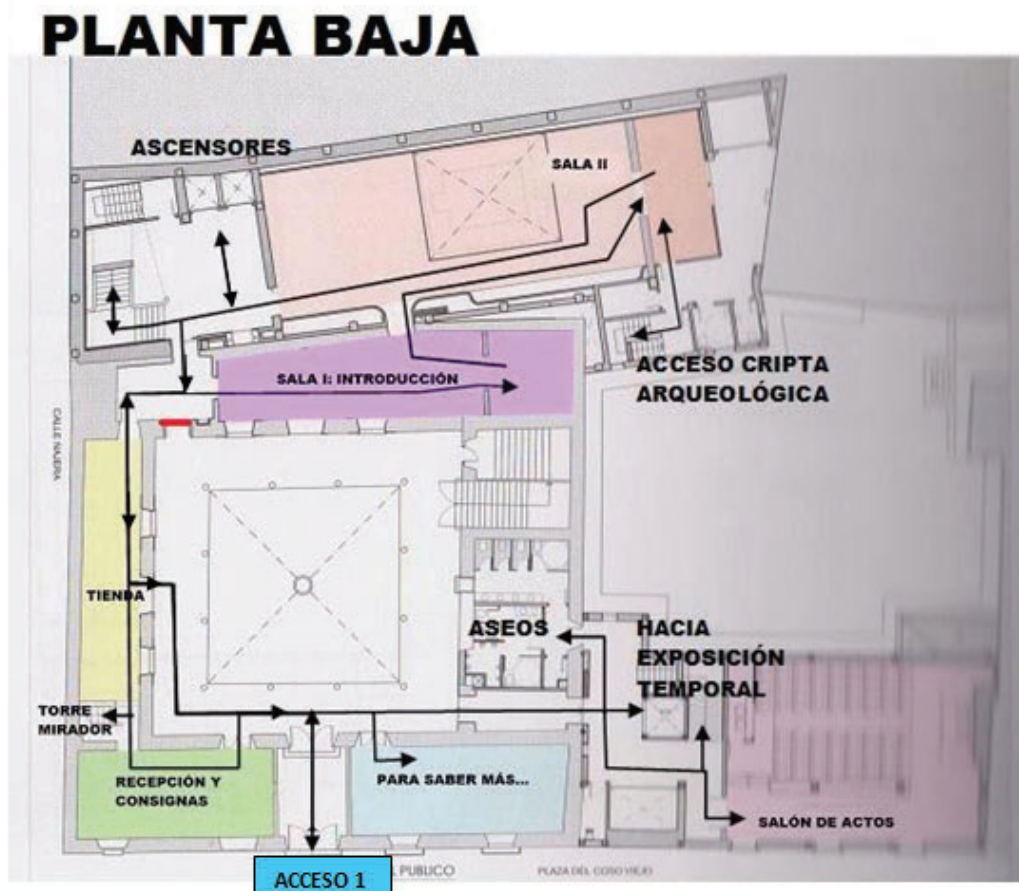 PLANTA BAJA
ASCENSORES
SALA II
ACCESO CRIPTA
ARQUEOLÓGICA
SALA I: INTRODUCCIÓN
CALLE NAJERA
TIENDA
ASEOS
HACIA
EXPOSICIÓN
TEMPORAL
TORRE
MIRADOR
RECEPCIÓN Y
CONSIGNAS
PARA SABER MÁS...
SALÓN DE ACTOS
ACCESO 1
PUBLICO
PLAZA DEL COSO VIEJO